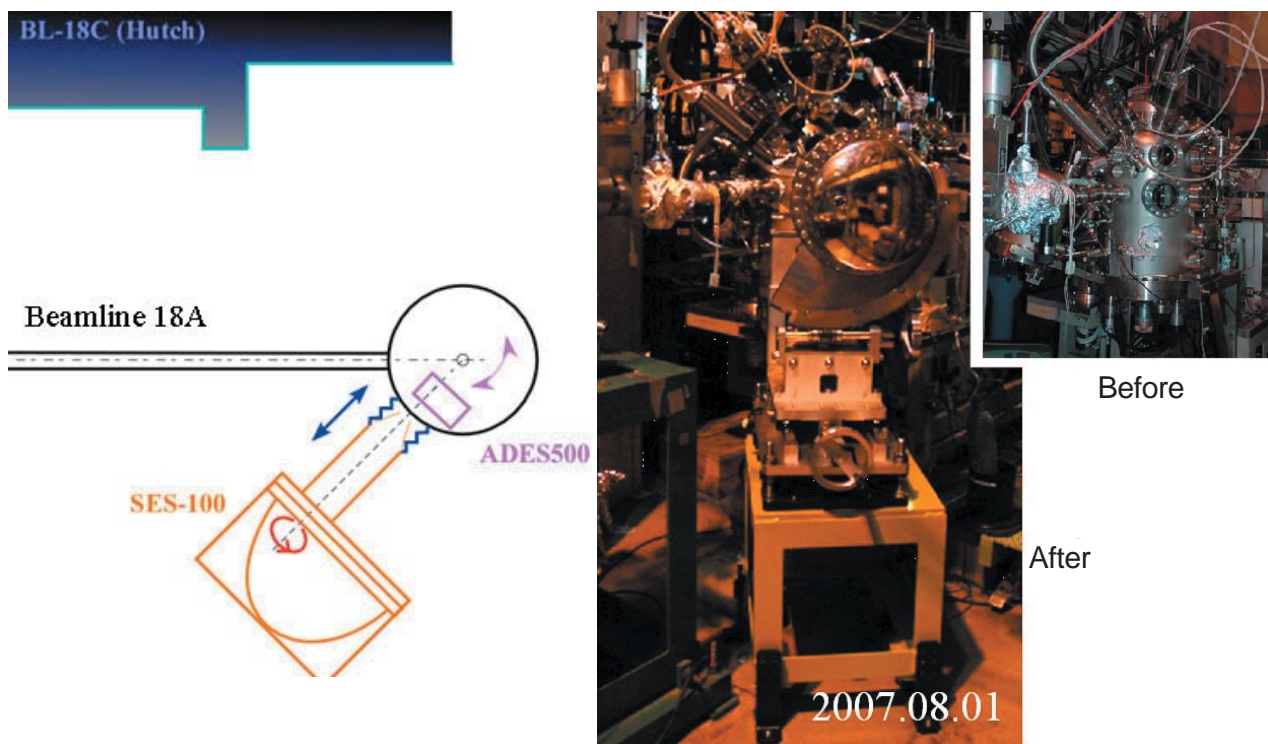 BL-18C (Hutch)
Beamline 18A
ADES500
SES-100
Before
After
2007.08.01